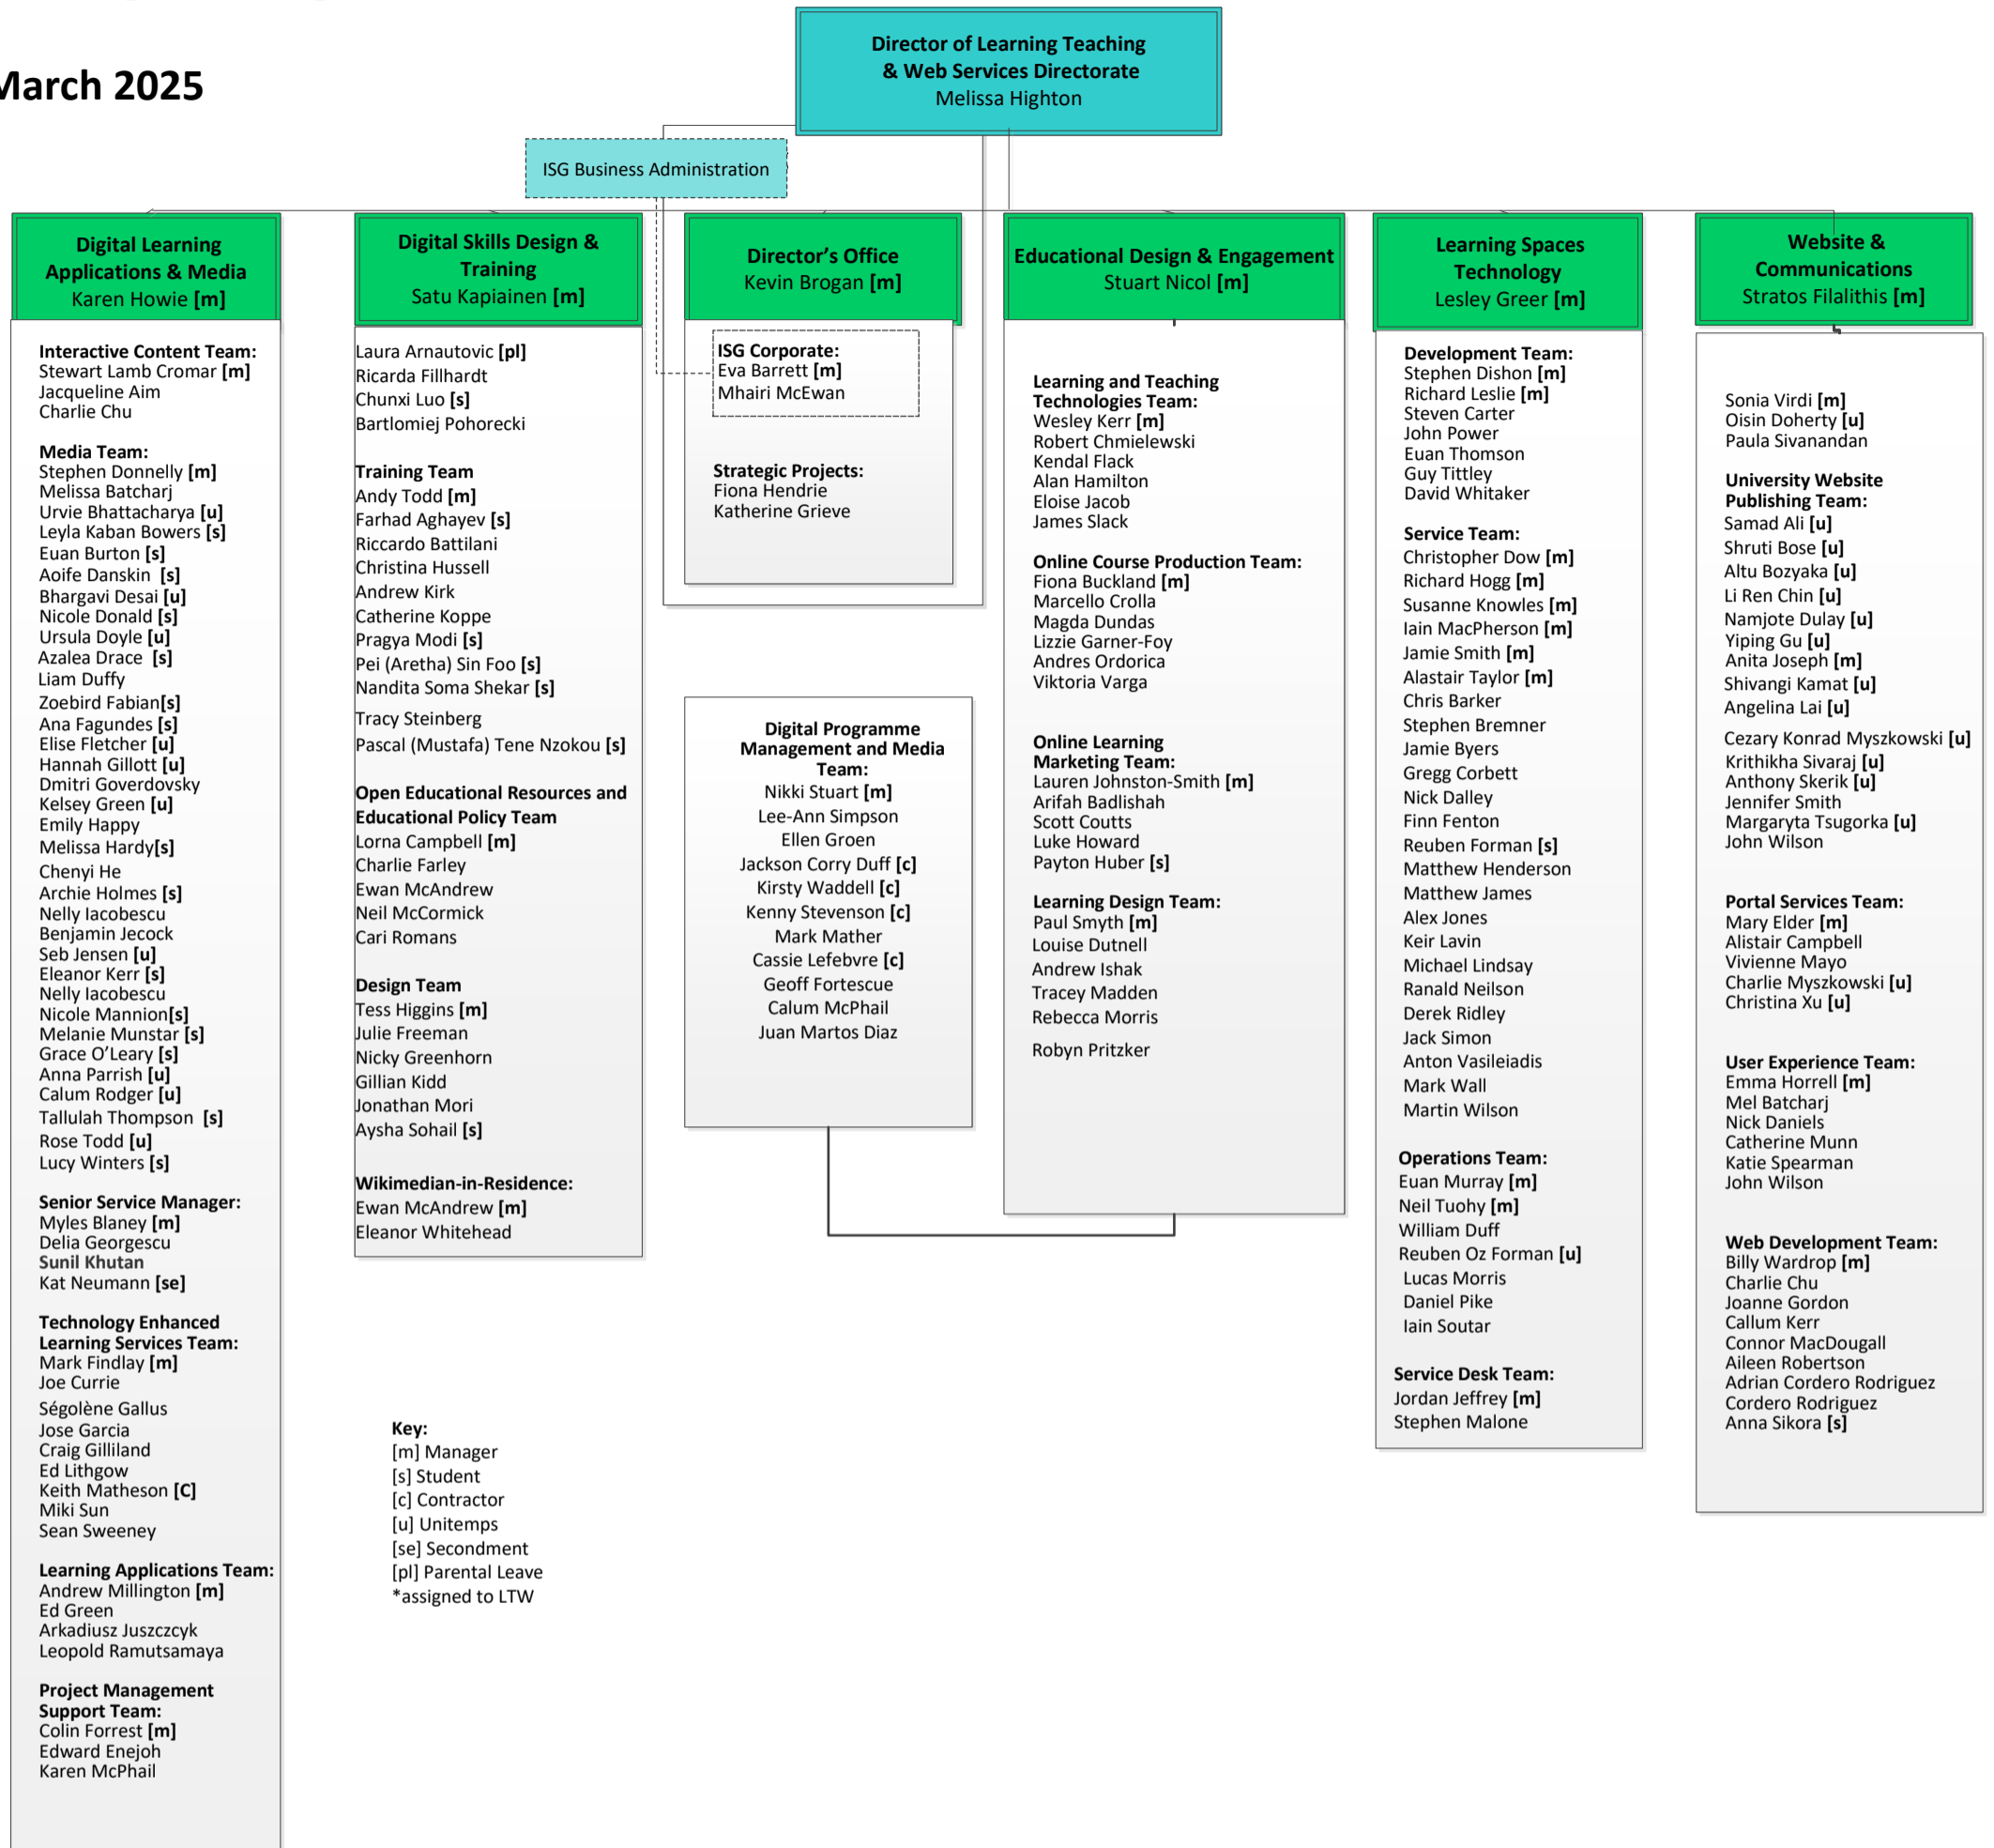 March 2025
Director of Learning Teaching
& Web Services Directorate
Melissa Highton
ISG Business Administration
Digital Learning
Applications & Media
Karen Howie [m]
Interactive Content Team:
Stewart Lamb Cromar [m]
Jacqueline Aim
Charlie Chu
Media Team:
Stephen Donnelly [m]
Melissa Batcharj
Urvie Bhattacharya [u]
Leyla Kaban Bowers [s]
Euan Burton [s]
Aoife Danskin [s]
Bhargavi Desai [u]
Nicole Donald [s]
Ursula Doyle [u]
Azalea Drace [s]
Liam Duffy
Zoebird Fabian[s]
Ana Fagundes [s]
Elise Fletcher [u]
Hannah Gillott [u]
Dmitri Goverdovsky
Kelsey Green [u]
Emily Happy
Melissa Hardy[s]
Chenyi He
Archie Holmes [s]
Nelly Iacobescu
Benjamin Jecock
Seb Jensen [u]
Eleanor Kerr [s]
Nelly Iacobescu
Nicole Mannion[s]
Melanie Munstar [s]
Grace O'Leary [s]
Anna Parrish [u]
Calum Rodger [u]
Tallulah Thompson [s]
Rose Todd [u]
Lucy Winters [s]
Senior Service Manager:
Myles Blaney [m]
Delia Georgescu
Sunil Khutan
Kat Neumann [se]
Technology Enhanced
Learning Services Team:
Mark Findlay [m]
Joe Currie
Ségolène Gallus
Jose Garcia
Craig Gilliland
Ed Lithgow
Keith Matheson [C]
Miki Sun
Sean Sweeney
Learning Applications Team:
Andrew Millington [m]
Ed Green
Arkadiusz Juszczcyk
Leopold Ramutsamaya
Project Management
Support Team:
Colin Forrest [m]
Edward Enejoh
Karen McPhail
Digital Skills Design &
Training
Satu Kapiainen [m]
Laura Arnautovic [pl]
Ricarda Fillhardt
Chunxi Luo [s]
Bartlomiej Pohorecki
Training Team
Andy Todd [m]
Farhad Aghayev [s]
Riccardo Battilani
Christina Hussell
Andrew Kirk
Catherine Koppe
Pragya Modi [s]
Pei (Aretha) Sin Foo [s]
Nandita Soma Shekar [s]
Tracy Steinberg
Pascal (Mustafa) Tene Nzokou [s]
Open Educational Resources and
Educational Policy Team
Lorna Campbell [m]
Charlie Farley
Ewan McAndrew
Neil McCormick
Cari Romans
Design Team
Tess Higgins [m]
Julie Freeman
Nicky Greenhorn
Gillian Kidd
Jonathan Mori
Aysha Sohail [s]
Wikimedian-in-Residence:
Ewan McAndrew [m]
Eleanor Whitehead
Key:
[m] Manager
[s] Student
[c] Contractor
[u] Unitemps
[se] Secondment
[pl] Parental Leave
*assigned to LTW
Director's Office
Kevin Brogan [m]
ISG Corporate:
Eva Barrett [m]
Mhairi McEwan
Strategic Projects:
Fiona Hendrie
Katherine Grieve
Digital Programme
Management and Media
Team:
Nikki Stuart [m]
Lee-Ann Simpson
Ellen Groen
Jackson Corry Duff [c]
Kirsty Waddell [c]
Kenny Stevenson [c]
Mark Mather
Cassie Lefebvre [c]
Geoff Fortescue
Calum McPhail
Juan Martos Diaz
Educational Design & Engagement
Stuart Nicol [m]
Learning and Teaching
Technologies Team:
Wesley Kerr [m]
Robert Chmielewski
Kendal Flack
Alan Hamilton
Eloise Jacob
James Slack
Online Course Production Team:
Fiona Buckland [m]
Marcello Crolla
Magda Dundas
Lizzie Garner-Foy
Andres Ordorica
Viktoria Varga
Online Learning
Marketing Team:
Lauren Johnston-Smith [m]
Arifah Badlishah
Scott Coutts
Luke Howard
Payton Huber [s]
Learning Design Team:
Paul Smyth [m]
Louise Dutnell
Andrew Ishak
Tracey Madden
Rebecca Morris
Robyn Pritzker
Learning Spaces
Technology
Lesley Greer [m]
Development Team:
Stephen Dishon [m]
Richard Leslie [m]
Steven Carter
John Power
Euan Thomson
Guy Tittley
David Whitaker
Service Team:
Christopher Dow [m]
Richard Hogg [m]
Susanne Knowles [m]
Iain MacPherson [m]
Jamie Smith [m]
Alastair Taylor [m]
Chris Barker
Stephen Bremner
Jamie Byers
Gregg Corbett
Nick Dalley
Finn Fenton
Reuben Forman [s]
Matthew Henderson
Matthew James
Alex Jones
Keir Lavin
Michael Lindsay
Ranald Neilson
Derek Ridley
Jack Simon
Anton Vasileiadis
Mark Wall
Martin Wilson
Operations Team:
Euan Murray [m]
Neil Tuohy [m]
William Duff
Reuben Oz Forman [u]
Lucas Morris
Daniel Pike
Iain Soutar
Service Desk Team:
Jordan Jeffrey [m]
Stephen Malone
Website &
Communications
Stratos Filalithis [m]
Sonia Virdi [m]
Oisin Doherty [u]
Paula Sivanandan
University Website
Publishing Team:
Samad Ali [u]
Shruti Bose [u]
Altu Bozyaka [u]
Li Ren Chin [u]
Namjote Dulay [u]
Yiping Gu [u]
Anita Joseph [m]
Shivangi Kamat [u]
Angelina Lai [u]
Cezary Konrad Myszkowski [u]
Krithikha Sivaraj [u]
Anthony Skerik [u]
Jennifer Smith
Margaryta Tsugorka [u]
John Wilson
Portal Services Team:
Mary Elder [m]
Alistair Campbell
Vivienne Mayo
Charlie Myszkowski [u]
Christina Xu [u]
User Experience Team:
Emma Horrell [m]
Mel Batcharj
Nick Daniels
Catherine Munn
Katie Spearman
John Wilson
Web Development Team:
Billy Wardrop [m]
Charlie Chu
Joanne Gordon
Callum Kerr
Connor MacDougall
Aileen Robertson
Adrian Cordero Rodriguez
Cordero Rodriguez
Anna Sikora [s]